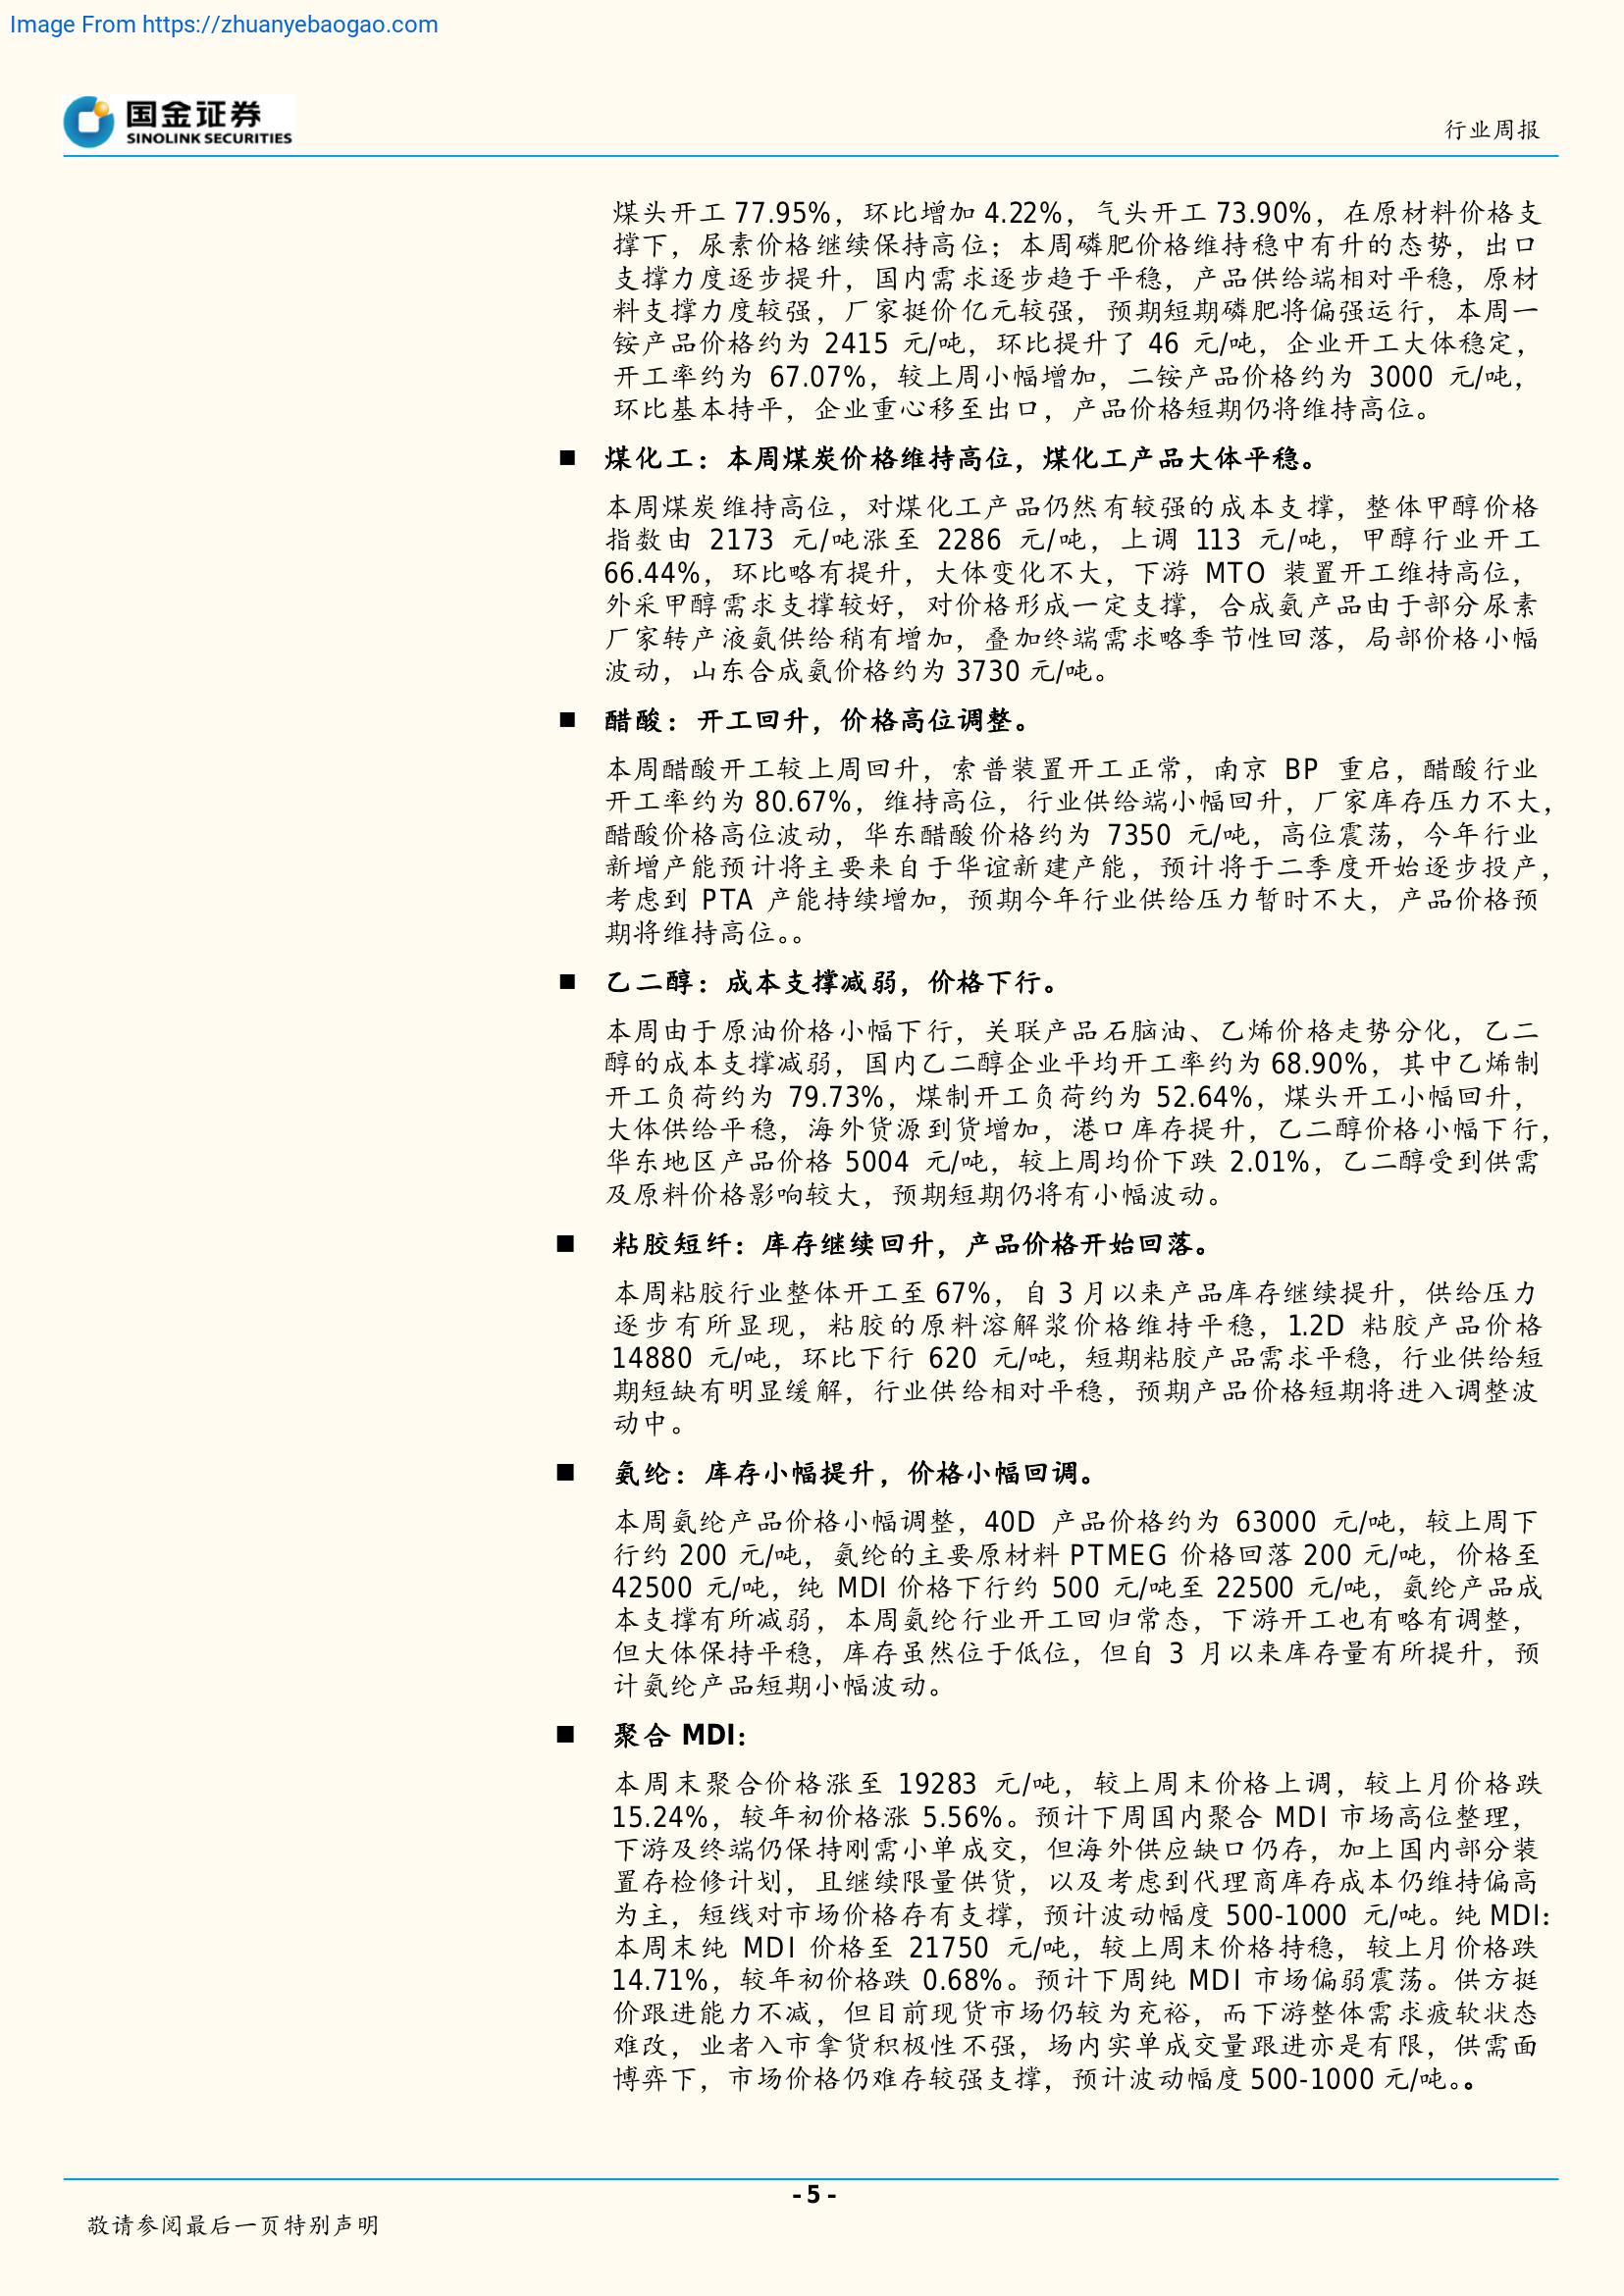 Image From https://zhuanyebaogao.com
国金证券
SINOLINK SECURITIES
行业周报
煤头开工 77.95%，环比增加 4.22%，气头开工 73.90%，在原材料价格支
撑下，尿素价格继续保持高位；本周磷肥价格维持稳中有升的态势，出口
支撑力度逐步提升，国内需求逐步趋于平稳，产品供给端相对平稳，原材
料支撑力度较强，厂家挺价亿元较强，预期短期磷肥将偏强运行，本周一
铵产品价格约为 2415 元/吨，环比提升了 46 元/吨，企业开工大体稳定，
开工率约为 67.07%，较上周小幅增加，二铵产品价格约为 3000 元/吨，
环比基本持平，企业重心移至出口，产品价格短期仍将维持高位。
■ 煤化工：本周煤炭价格维持高位，煤化工产品大体平稳。
本周煤炭维持高位，对煤化工产品仍然有较强的成本支撑，整体甲醇价格
指数由 2173 元/吨涨至 2286 元/吨，上调 113 元/吨，甲醇行业开工
66.44%，环比略有提升，大体变化不大，下游 MTO 装置开工维持高位，
外采甲醇需求支撑较好，对价格形成一定支撑，合成氨产品由于部分尿素
厂家转产液氨供给稍有增加，叠加终端需求略季节性回落，局部价格小幅
波动，山东合成氨价格约为 3730 元/吨。
■ 醋酸：开工回升，价格高位调整。
本周醋酸开工较上周回升，索普装置开工正常，南京 BP 重启，醋酸行业
开工率约为 80.67%，维持高位，行业供给端小幅回升，厂家库存压力不大，
醋酸价格高位波动，华东醋酸价格约为 7350 元/吨，高位震荡，今年行业
新增产能预计将主要来自于华谊新建产能，预计将于二季度开始逐步投产，
考虑到 PTA 产能持续增加，预期今年行业供给压力暂时不大，产品价格预
期将维持高位。。
■ 乙二醇：成本支撑减弱，价格下行。
本周由于原油价格小幅下行，关联产品石脑油、乙烯价格走势分化，乙二
醇的成本支撑减弱，国内乙二醇企业平均开工率约为 68.90%，其中乙烯制
开工负荷约为 79.73%，煤制开工负荷约为 52.64%，煤头开工小幅回升，
大体供给平稳，海外货源到货增加，港口库存提升，乙二醇价格小幅下行，
华东地区产品价格 5004 元/吨，较上周均价下跌 2.01%，乙二醇受到供需
及原料价格影响较大，预期短期仍将有小幅波动。
■ 粘胶短纤：库存继续回升，产品价格开始回落。
本周粘胶行业整体开工至 67%，自 3 月以来产品库存继续提升，供给压力
逐步有所显现，粘胶的原料溶解浆价格维持平稳，1.2D 粘胶产品价格
14880 元/吨，环比下行 620 元/吨，短期粘胶产品需求平稳，行业供给短
期短缺有明显缓解，行业供给相对平稳，预期产品价格短期将进入调整波
动中。
■ 氨纶：库存小幅提升，价格小幅回调。
本周氨纶产品价格小幅调整，40D 产品价格约为 63000 元/吨，较上周下
行约 200 元/吨，氨纶的主要原材料 PTMEG 价格回落 200 元/吨，价格至
42500 元/吨，纯 MDI 价格下行约 500 元/吨至 22500 元/吨，氨纶产品成
本支撑有所减弱，本周氨纶行业开工回归常态，下游开工也有略有调整，
但大体保持平稳，库存虽然位于低位，但自 3 月以来库存量有所提升，预
计氨纶产品短期小幅波动。
■ 聚合 MDI：
本周末聚合价格涨至 19283 元/吨，较上周末价格上调，较上月价格跌
15.24%，较年初价格涨 5.56%。预计下周国内聚合 MDI 市场高位整理，
下游及终端仍保持刚需小单成交，但海外供应缺口仍存，加上国内部分装
置存检修计划，且继续限量供货，以及考虑到代理商库存成本仍维持偏高
为主，短线对市场价格存有支撑，预计波动幅度 500-1000 元/吨。纯 MDI：
本周末纯 MDI 价格至 21750 元/吨，较上周末价格持稳，较上月价格跌
14.71%，较年初价格跌 0.68%。预计下周纯 MDI 市场偏弱震荡。供方挺
价跟进能力不减，但目前现货市场仍较为充裕，而下游整体需求疲软状态
难改，业者入市拿货积极性不强，场内实单成交量跟进亦是有限，供需面
博弈下，市场价格仍难存较强支撑，预计波动幅度 500-1000 元/吨。。
- 5 -
敬请参阅最后一页特别声明